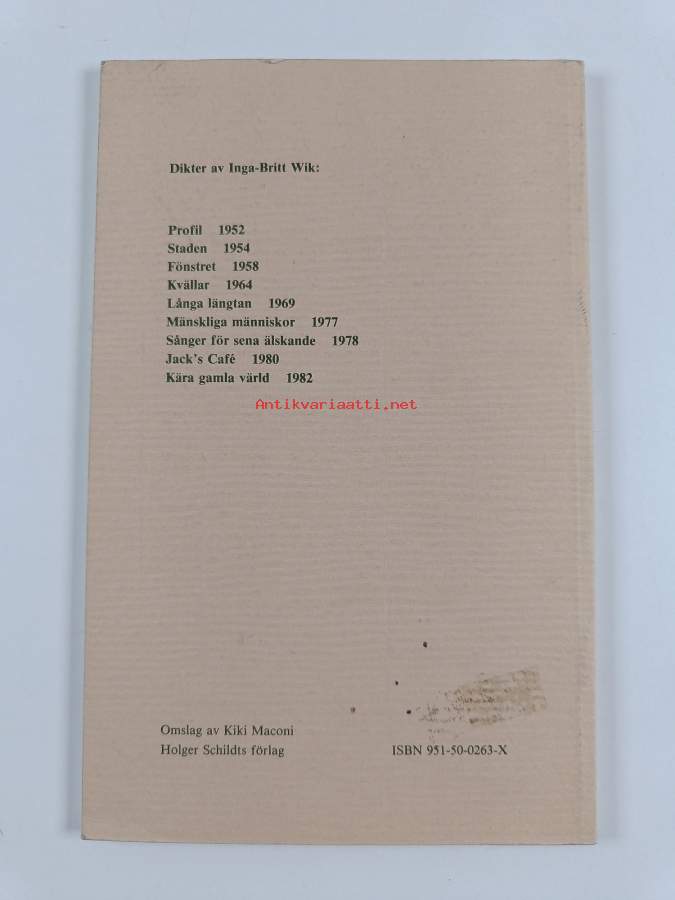 Dikter av Inga-Britt Wik:
Profil 1952
Staden 1954
Fönstret 1958
Kvällar 1964
Långa längtan 1969
Mänskliga människor 1977
Sånger för sena älskande 1978
Jack's Café 1980
Kära gamla värld 1982
Antikvariaatti.net
Omslag av Kiki Maconi
Holger Schildts förlag ISBN 951-50-0263-X